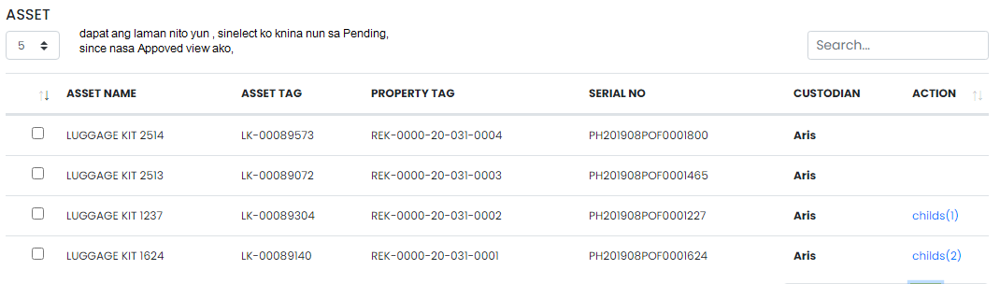 ASSET
5
dapat ang laman nito yun , sinelect ko knina nun sa Pending,
since nasa Appoved view ako,
Search...
ASSET NAME ASSET TAG PROPERTY TAG SERIAL NO CUSTODIAN ACTION
LUGGAGE KIT 2514 LK-00089573 REK-0000-20-031-0004 PH201908POF0001800 Aris
LUGGAGE KIT 2513 LK-00089072 REK-0000-20-031-0003 PH201908POF0001465 Aris
LUGGAGE KIT 1237 LK-00089304 REK-0000-20-031-0002 PH201908POF0001227 Aris childs(1)
LUGGAGE KIT 1624 LK-00089140 REK-0000-20-031-0001 PH201908POF0001624 Aris childs(2)